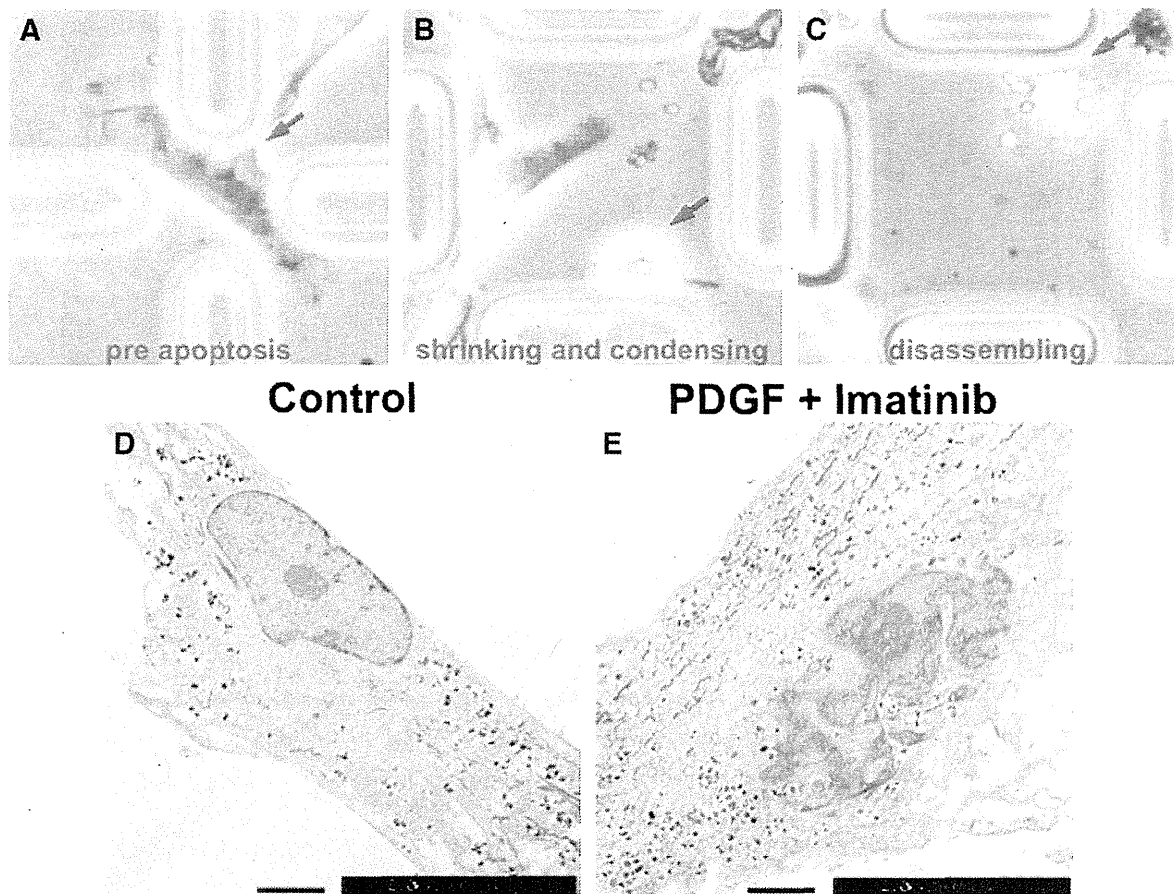 A
B
C
pre apoptosis
shrinking and condensing
disassembling
Control
PDGF + Imatinib
D
E